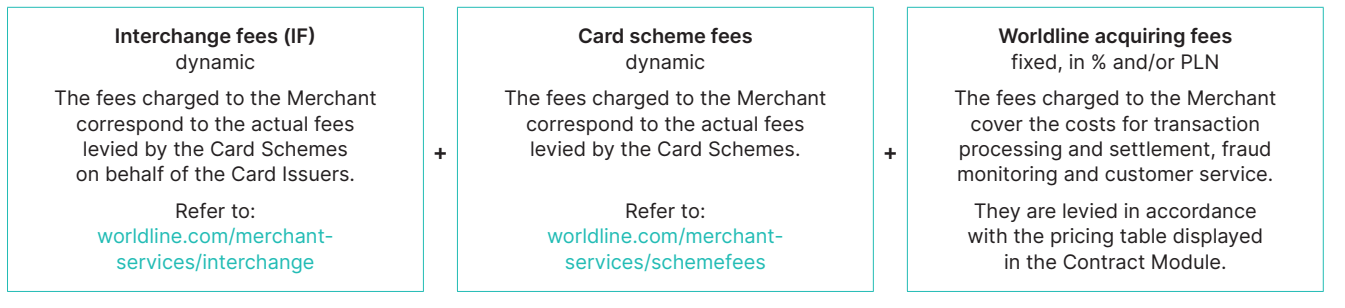 Interchange fees (IF)
dynamic
The fees charged to the Merchant
correspond to the actual fees
levied by the Card Schemes
on behalf of the Card Issuers.
Refer to:
worldline.com/merchant-
services/interchange
+
Card scheme fees
dynamic
The fees charged to the Merchant
correspond to the actual fees
levied by the Card Schemes.
Refer to:
worldline.com/merchant-
services/schemefees
+
Worldline acquiring fees
fixed, in % and/or PLN
The fees charged to the Merchant
cover the costs for transaction
processing and settlement, fraud
monitoring and customer service.
They are levied in accordance
with the pricing table displayed
in the Contract Module.